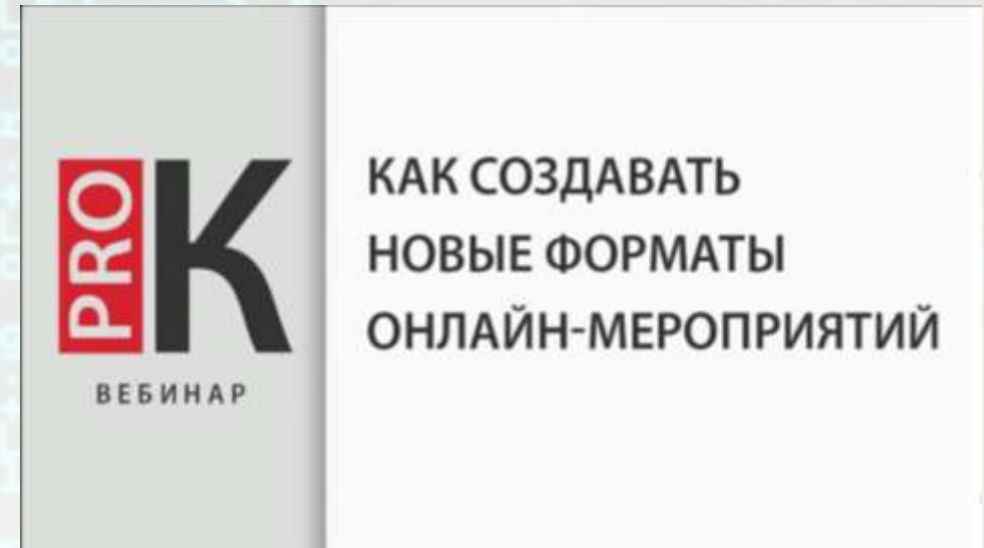 PRO
К
ВЕБИНАР
КАК СОЗДАВАТЬ
НОВЫЕ ФОРМАТЫ
ОНЛАЙН-МЕРОПРИЯТИЙ